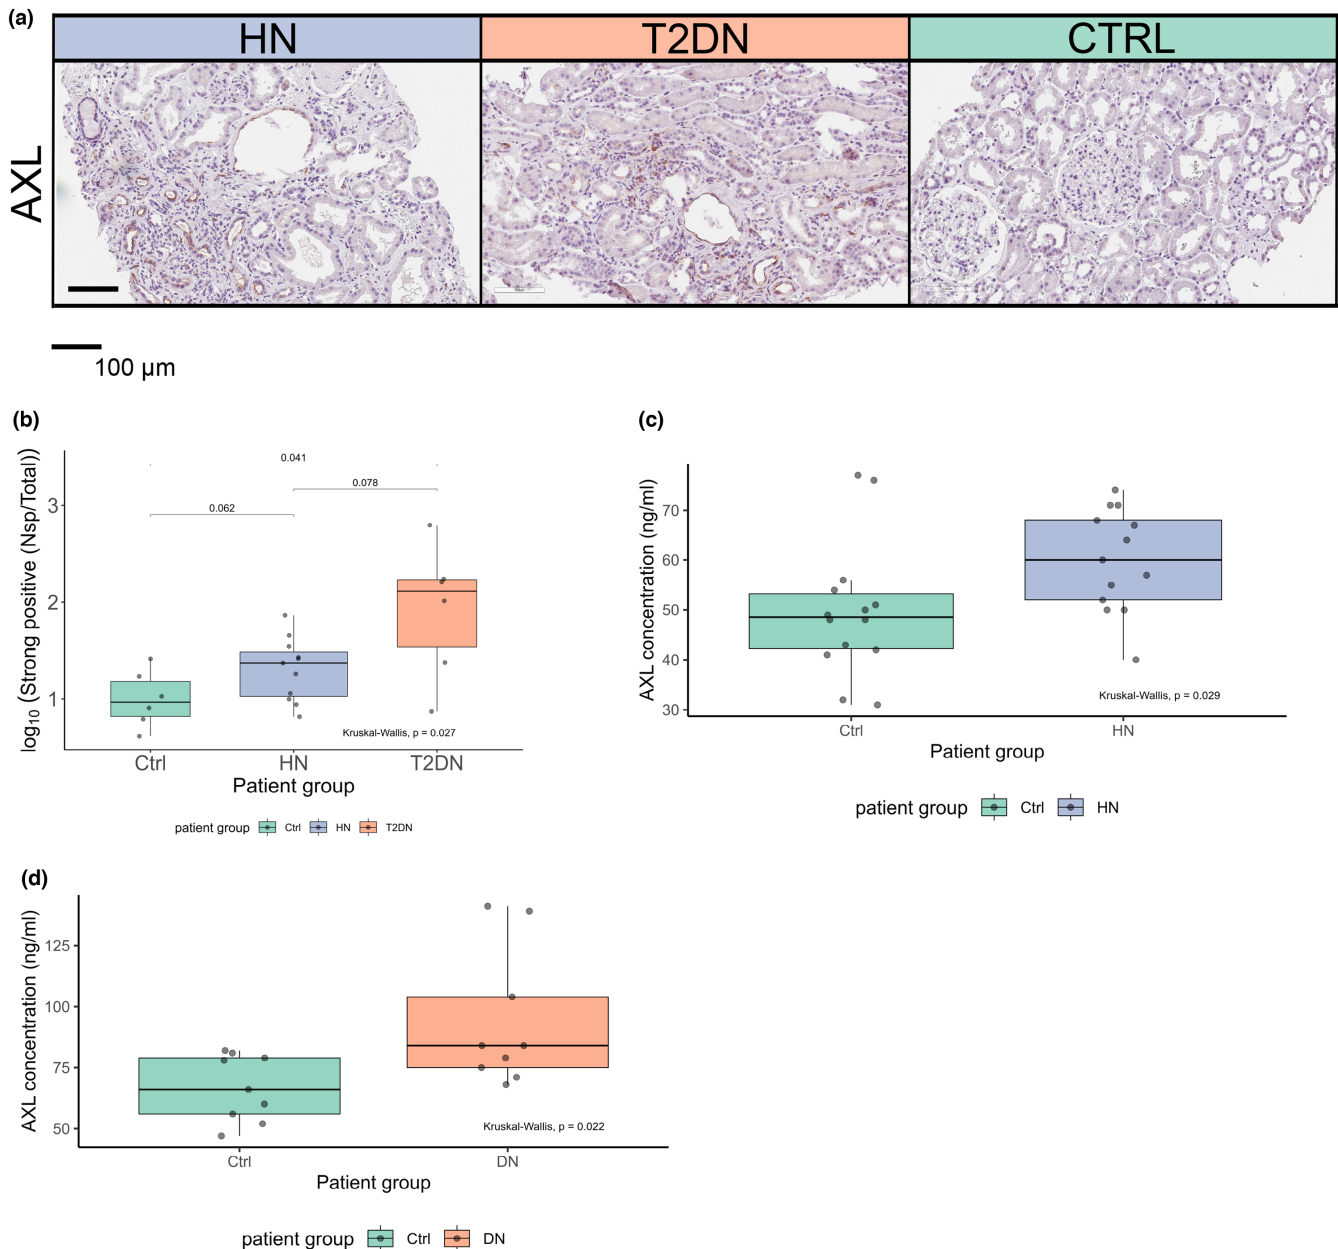 (a)
HN
T2DN
CTRL
AXL
100 µm
(b)
log10 (Strong positive (Nsp/Total))
3
2
1
0.041
0.078
0.062
Kruskal-Wallis, p = 0.027
Ctrl
HN
T2DN
Patient group
patient group Ctrl HN T2DN
(c)
AXL concentration (ng/ml)
70
60
50
40
30
Kruskal-Wallis, p = 0.029
Ctrl
HN
Patient group
patient group Ctrl HN
(d)
AXL concentration (ng/ml)
125
100
75
50
Kruskal-Wallis, p = 0.022
Ctrl
DN
Patient group
patient group Ctrl DN